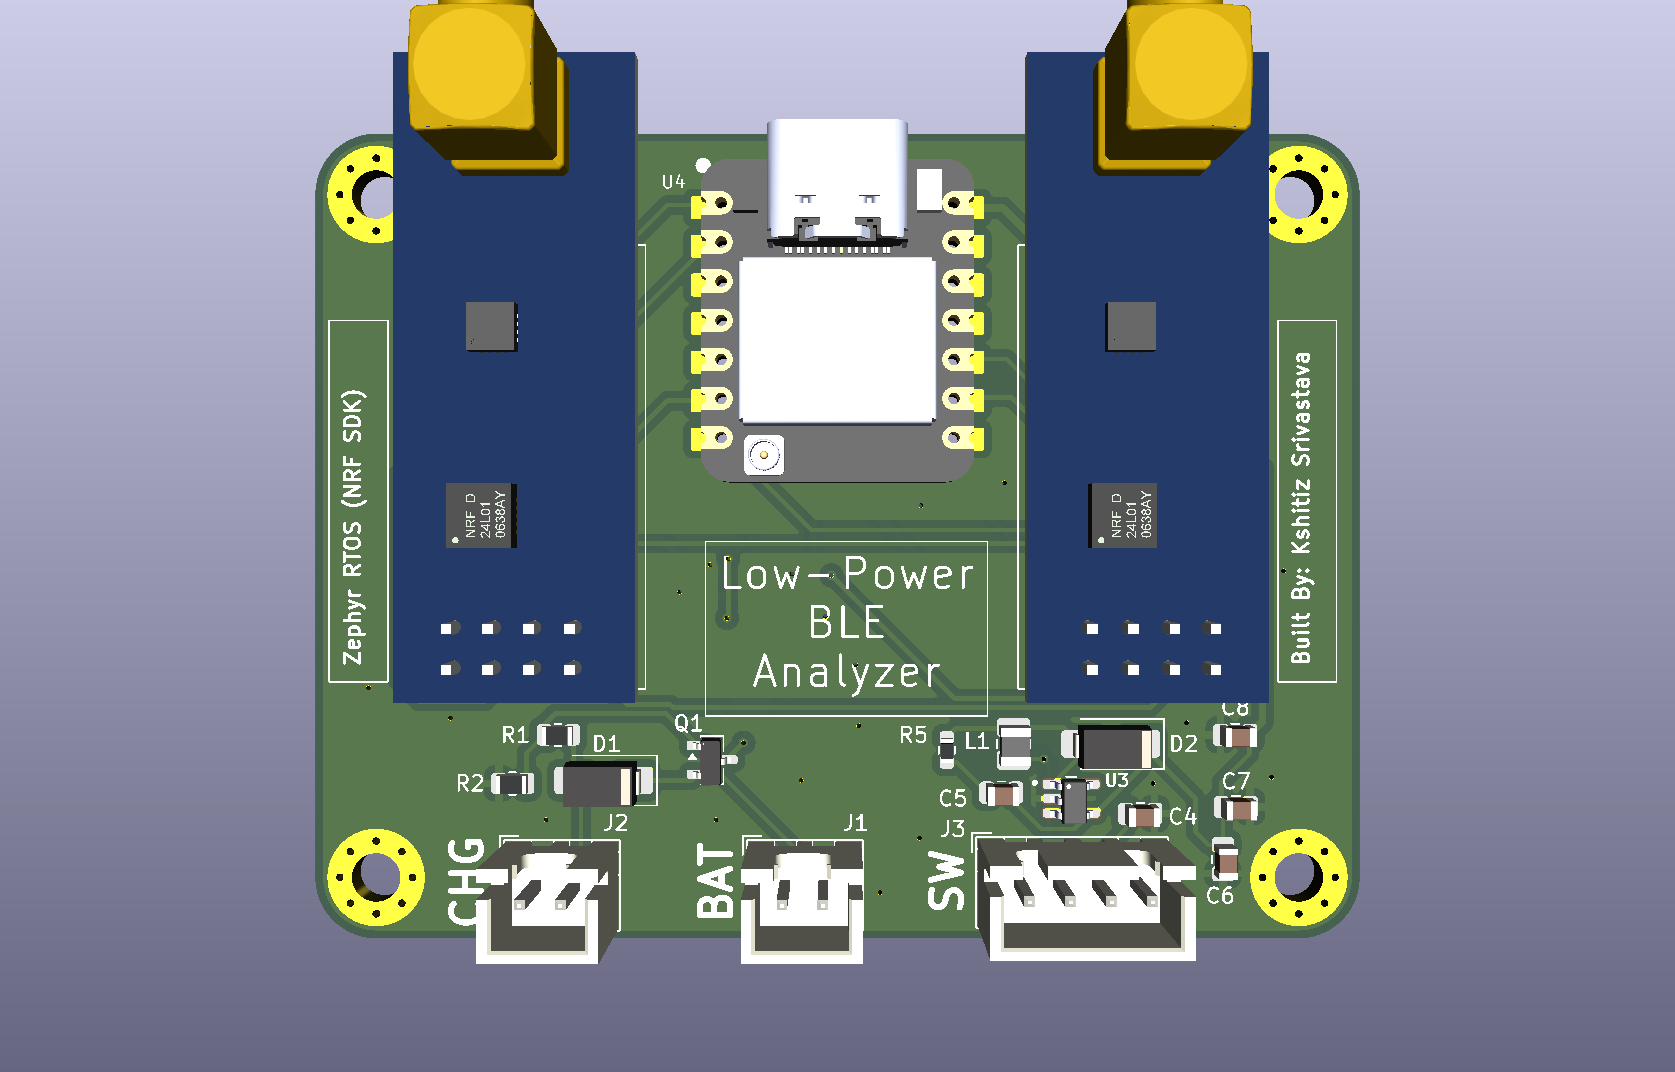 U4
Zephyr RTOS (NRF SDK)
Built By: Kshitiz Srivastava
NRF D
24L01
0638AY
NRF D
24L01
0638AY
Low-Power
BLE
Analyzer
C8
Q1
R1
D1
R5
L1
D2
R2
U3
C7
C5
C4
J2
J1
J3
CHG
BAT
SW
C6